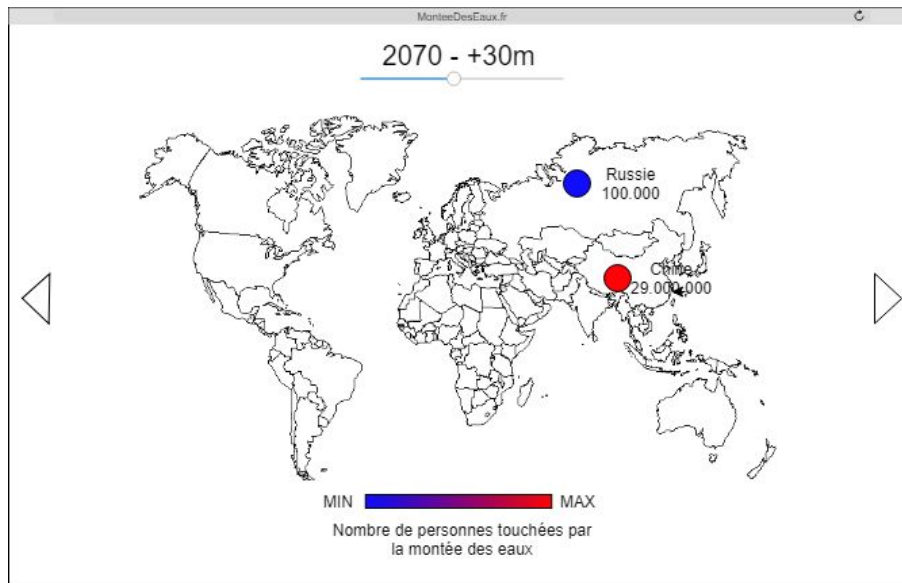 MonteeDesEaux.fr
2070 - +30m
Russie
100.000
Chine
29.000.000
MIN
MAX
Nombre de personnes touchées par
la montée des eaux